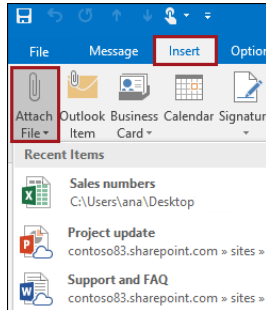 File Message Insert Option
Attach Outlook Business Calendar Signatur
File Item Card
Recent Items
Sales numbers
C:\Users\ana\Desktop
Project update
contoso83.sharepoint.com » sites »
Support and FAQ
contoso83.sharepoint.com » sites »